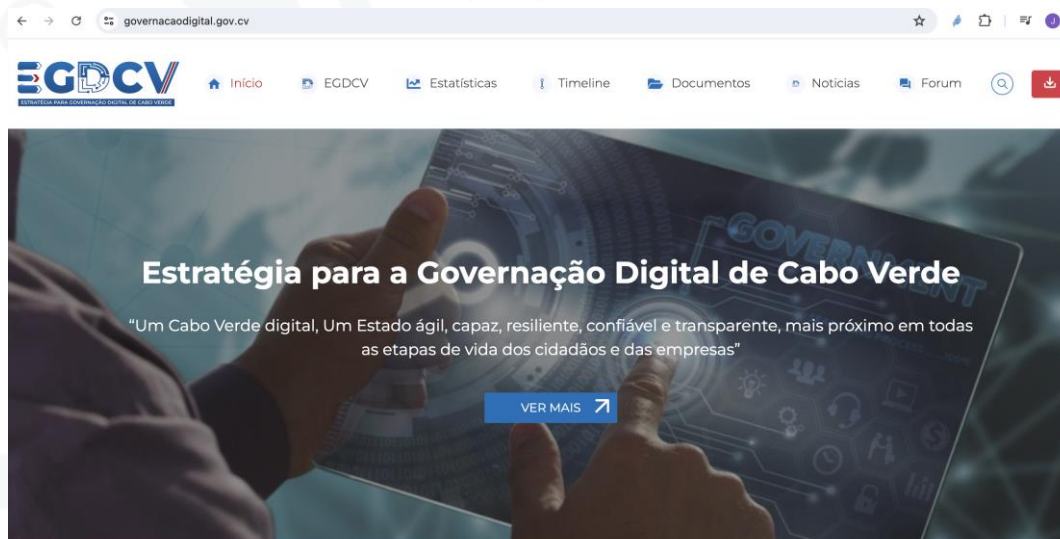 governacaodigital.gov.cv
J
EGDCV
ESTRATÉGIA PARA GOVERNAÇÃO DIGITAL DE CABO VERDE
Início EGDCV Estatísticas Timeline Documentos Noticias Forum
GOVERNMENT
Estratégia para a Governação Digital de Cabo Verde
“Um Cabo Verde digital, Um Estado ágil, capaz, resiliente, confiável e transparente, mais próximo em todas
as etapas de vida dos cidadãos e das empresas”
VER MAIS